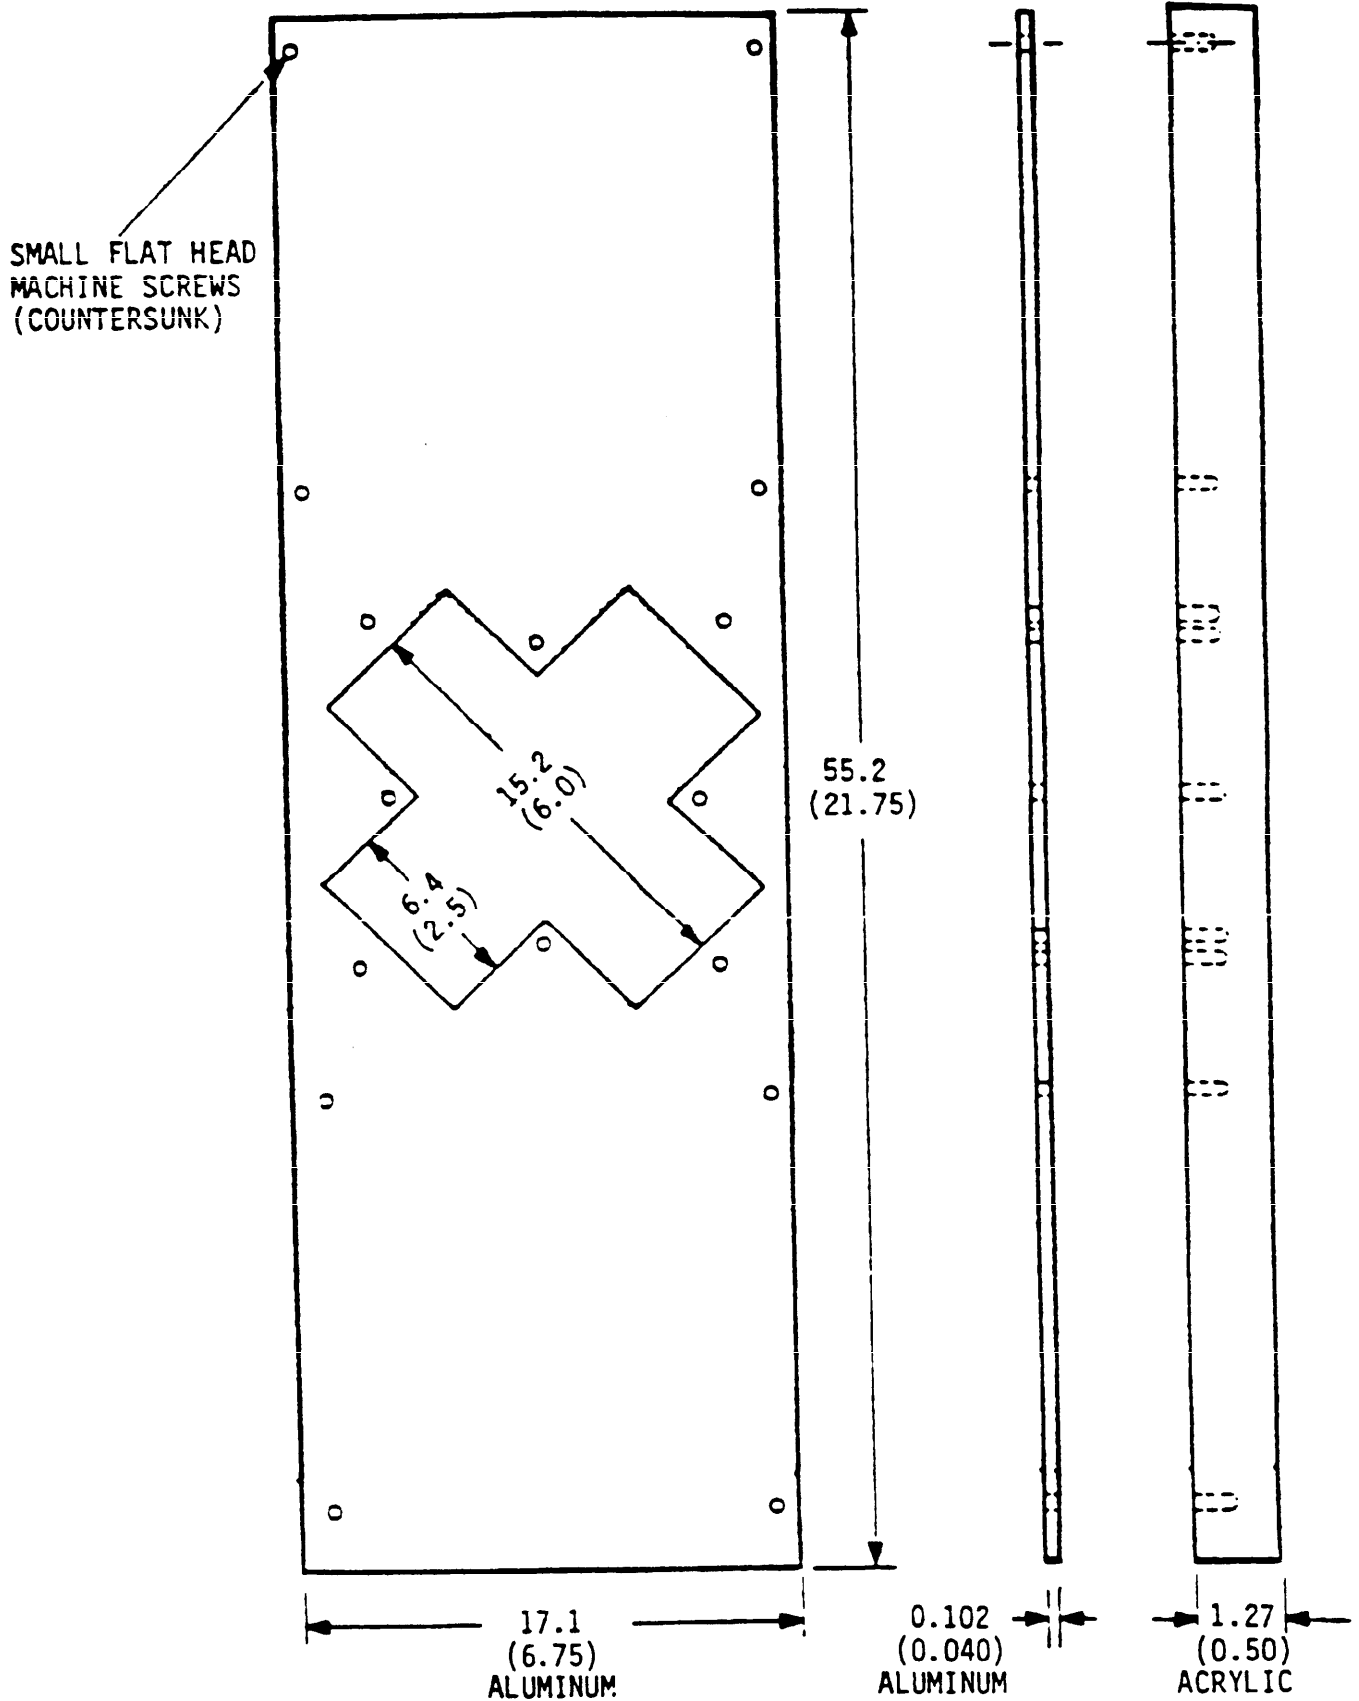 SMALL FLAT HEAD
MACHINE SCREWS
(COUNTERSUNK)
15.2
(6.0)
6.4
(2.5)
55.2
(21.75)
17.1
(6.75)
ALUMINUM
0.102
(0.040)
ALUMINUM
1.27
(0.50)
ACRYLIC